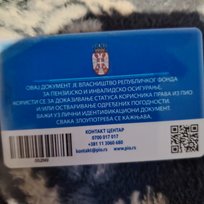 ОВАЈ ДОКУМЕНТ ЈЕ ВЛАСНИШТВО РЕПУБЛИЧКОГ ФОНДА
ЗА ПЕНЗИЈСКО И ИНВАЛИДСКО ОСИГУРАЊЕ.
КОРИСТИ СЕ ЗА ДОКАЗИВАЊЕ СТАТУСА КОРИСНИКА ПРАВА ИЗ ПИО
И/ИЛИ ОСТВАРИВАЊЕ ОДРЕЂЕНИХ ПОГОДНОСТИ.
ВАЖИ УЗ ЛИЧНИ ИДЕНТИФИКАЦИОНИ ДОКУМЕНТ.
СВАКА ЗЛОУПОТРЕБА СЕ КАЖЊАВА.
КОНТАКТ ЦЕНТАР
0700 017 017
+381 11 2060 680
kontakt@pio.rs www.pio.rs